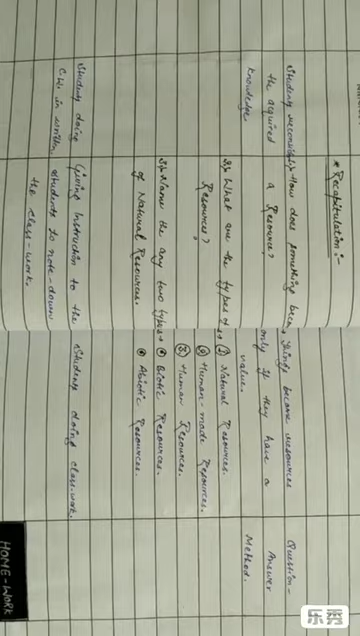 • Recapitulation :-
Students reconsists
the acquired
knowledge.
How does something become
a Resource?
Things become resources
only if they have a
value.
Question-
Answer
Method.
What are the types of
Resources?
① Natural Resources.
② Human-made Resources.
③ Human Resources.
Name the any two types
of Natural Resources.
• Biotic Resources.
• Abiotic Resources.
Students doing
C.W. in written.
Giving Instruction to the
students to note-down
the class-work.
Students doing class-work.
HOME-WORK
乐秀